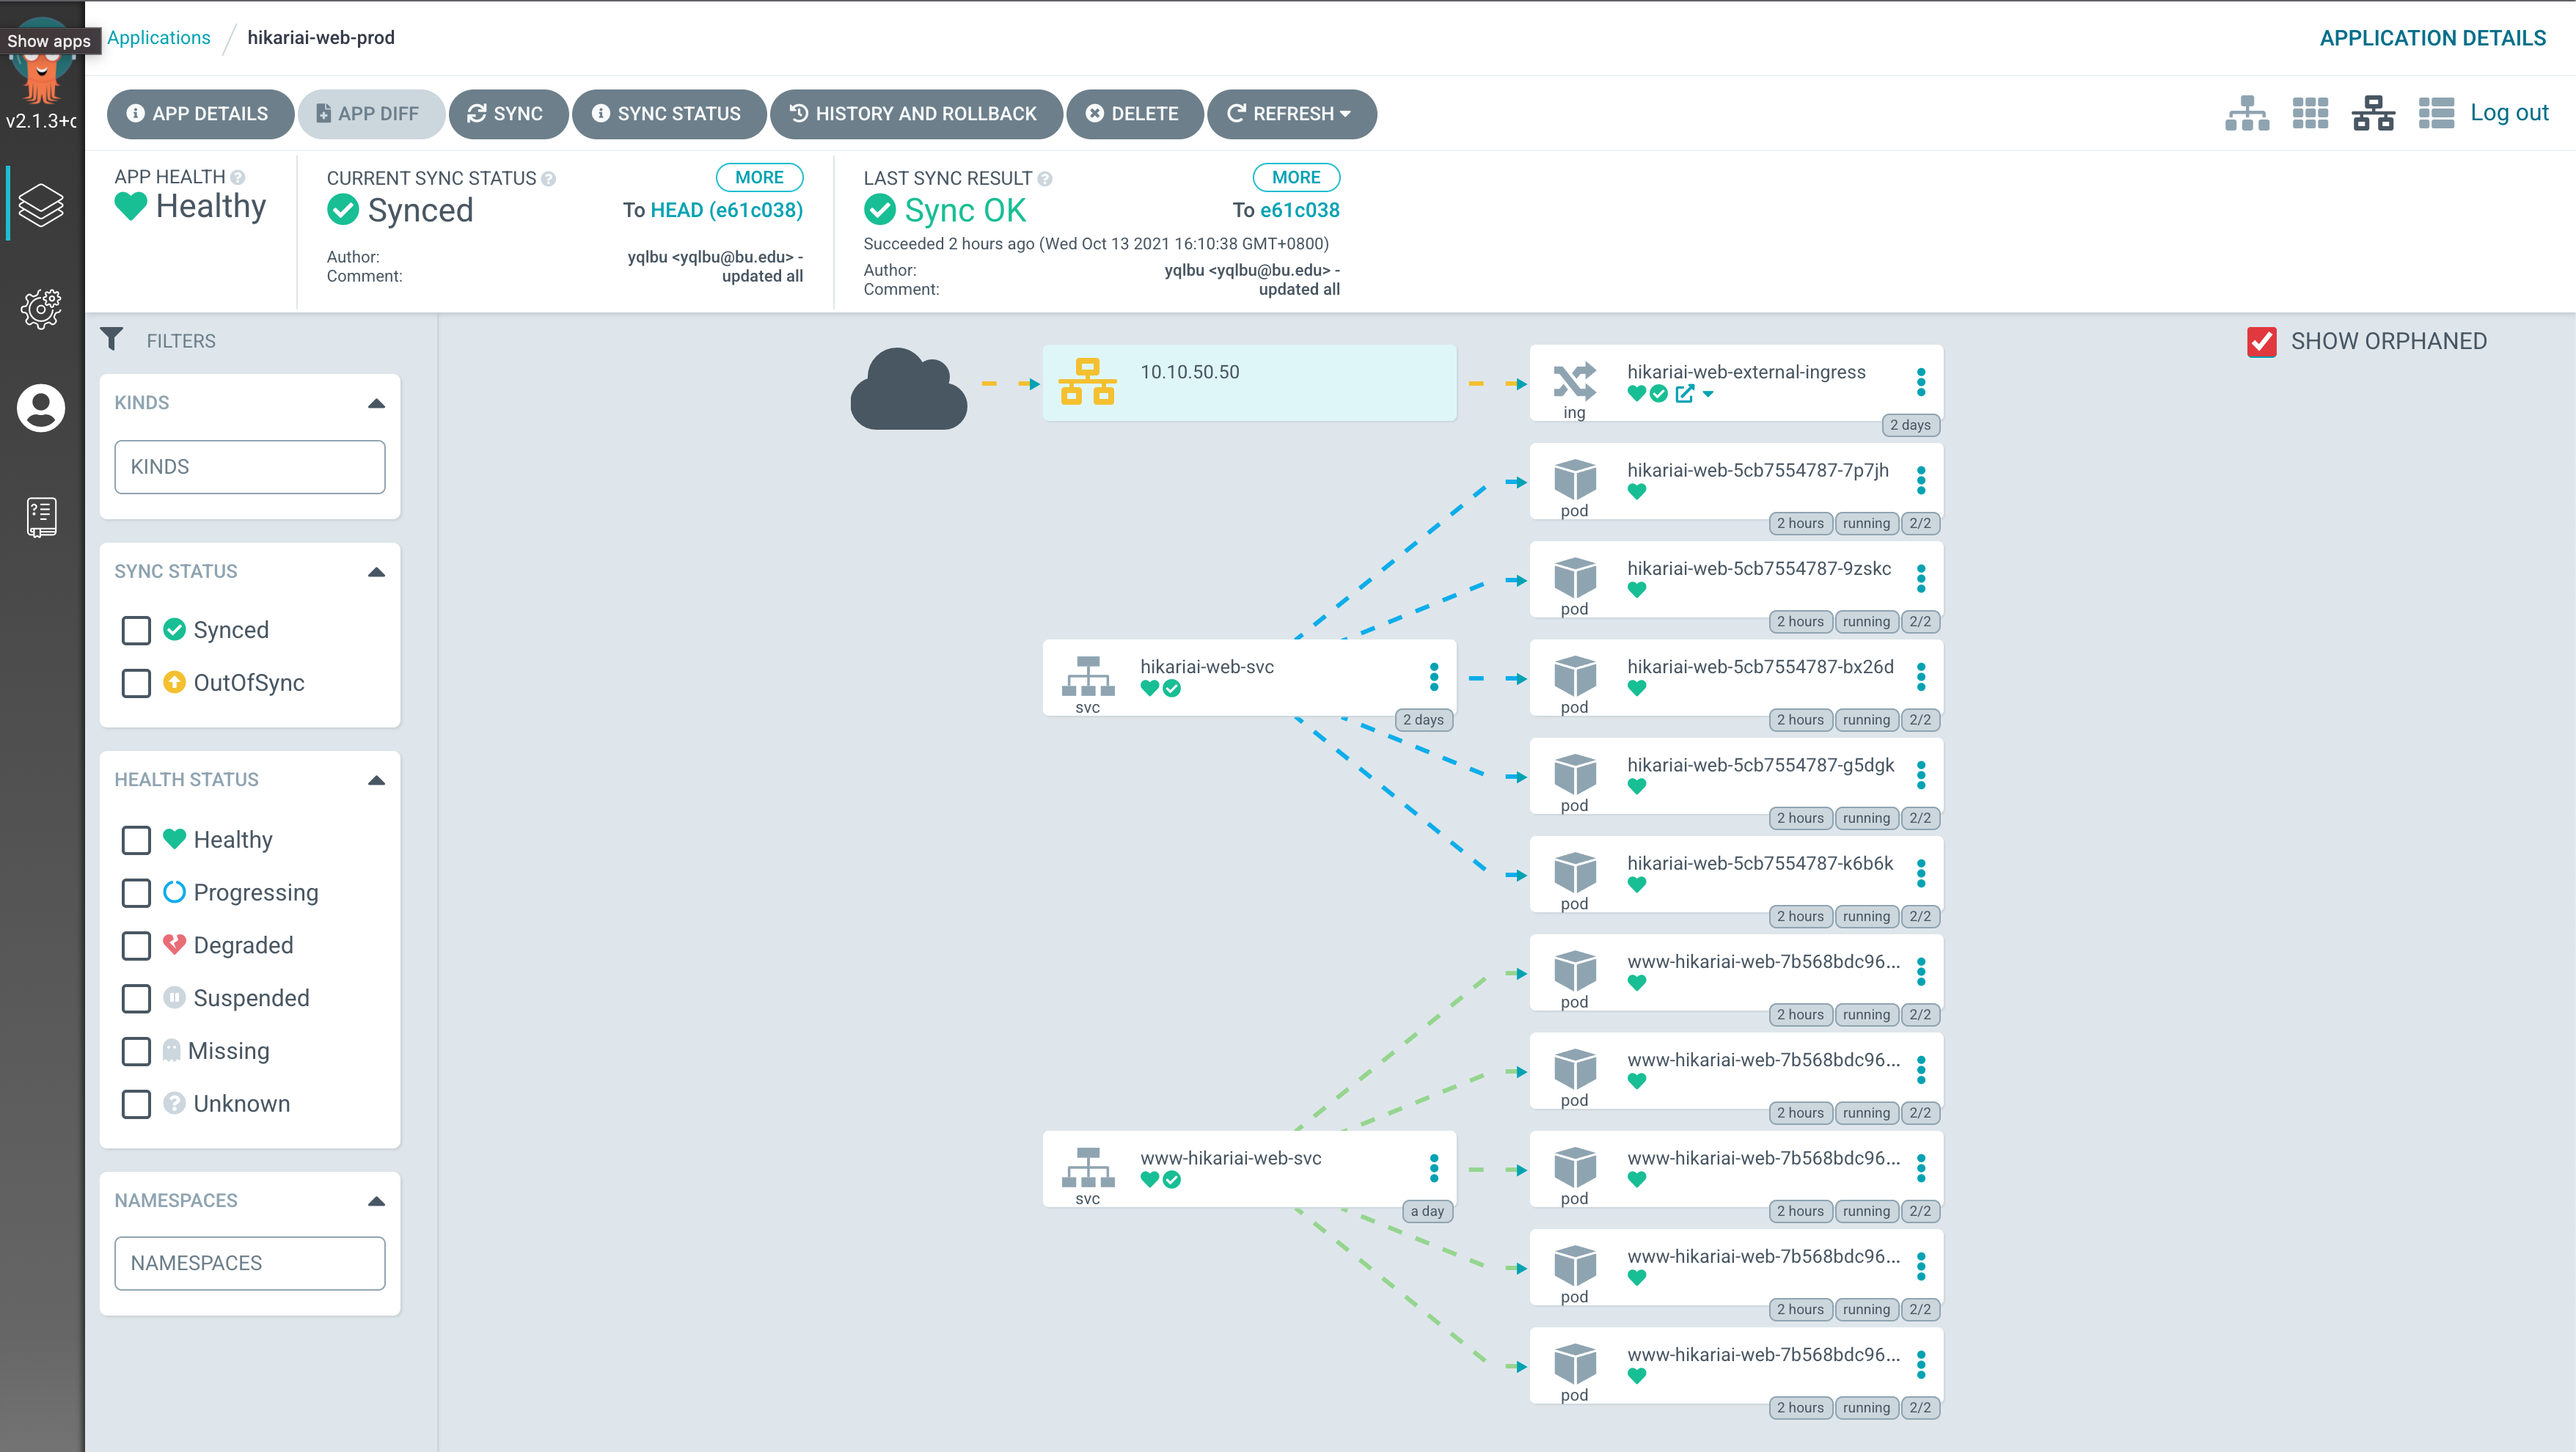 Show apps
Applications / hikariai-web-prod
APPLICATION DETAILS
v2.1.3+c
APP DETAILS
APP DIFF
SYNC
SYNC STATUS
HISTORY AND ROLLBACK
DELETE
REFRESH
Log out
APP HEALTH
Healthy
CURRENT SYNC STATUS
MORE
Synced
To HEAD (e61c038)
Author:
yqlbu <yqlbu@bu.edu> -
Comment:
updated all
LAST SYNC RESULT
MORE
Sync OK
To e61c038
Succeeded 2 hours ago (Wed Oct 13 2021 16:10:38 GMT+0800)
Author:
yqlbu <yqlbu@bu.edu> -
Comment:
updated all
FILTERS
KINDS
KINDS
SYNC STATUS
Synced
OutOfSync
HEALTH STATUS
Healthy
Progressing
Degraded
Suspended
Missing
Unknown
NAMESPACES
NAMESPACES
SHOW ORPHANED
10.10.50.50
hikariai-web-external-ingress
ing
2 days
hikariai-web-5cb7554787-7p7jh
pod
2 hours running 2/2
hikariai-web-5cb7554787-9zskc
pod
2 hours running 2/2
hikariai-web-svc
svc
2 days
hikariai-web-5cb7554787-bx26d
pod
2 hours running 2/2
hikariai-web-5cb7554787-g5dgk
pod
2 hours running 2/2
hikariai-web-5cb7554787-k6b6k
pod
2 hours running 2/2
www-hikariai-web-7b568bdc96...
pod
2 hours running 2/2
www-hikariai-web-7b568bdc96...
pod
2 hours running 2/2
www-hikariai-web-svc
svc
a day
www-hikariai-web-7b568bdc96...
pod
2 hours running 2/2
www-hikariai-web-7b568bdc96...
pod
2 hours running 2/2
www-hikariai-web-7b568bdc96...
pod
2 hours running 2/2